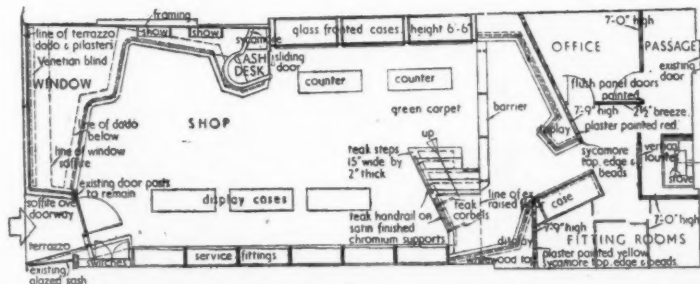 framing
line of terrazzo
dado & pilasters
Venetian blind
WINDOW
show
show
sycamore
CASH
DESK
sliding
door
glass fronted cases. height 6'-6"
counter
counter
SHOP
green carpet
barrier
line of dado
below
line of window
soffite
existing door posts
to remain
soffite over
doorway
terrazzo
existing
glazed sash
switches
display cases
service fittings
up
teak steps
15" wide by
2" thick
teak
corbels
teak handrail on
satin finished
chromium supports
line of ex
raised
display
case
7'-0" high
OFFICE
PASSAGE
existing
door
flush panel doors
painted
7'-9" high
2½" breeze
plaster painted red
display
sycamore
top edge &
beads
vertical
stove
7'-0" high
7'-9" high
FITTING ROOMS
plaster painted yellow
sycamore top edge & beads